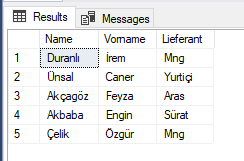 Results Messages
Name Vorname Lieferant
1 Duranlı İrem Mng
2 Ünsal Caner Yurtiçi
3 Akçagöz Feyza Aras
4 Akbaba Engin Sürat
5 Çelik Özgür Mng